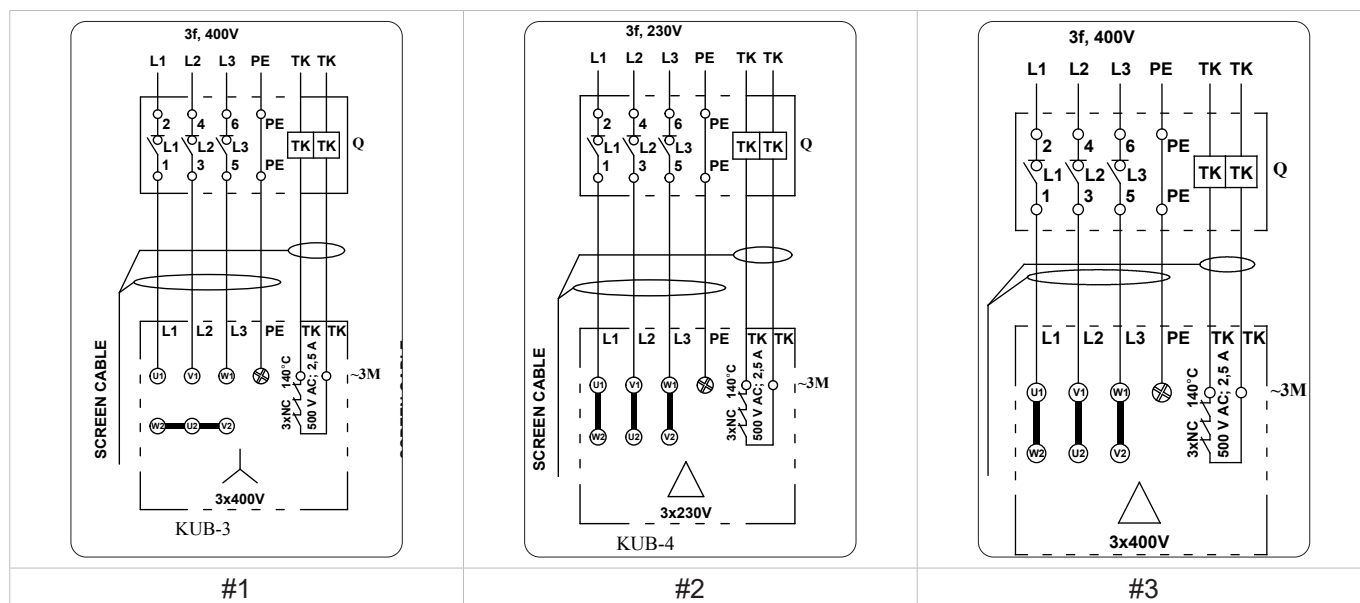 3f, 400V
L1 L2 L3 PE TK TK
2 4 6 PE
L1 L2 L3 TK TK Q
1 3 5 PE
SCREEN CABLE
L1 L2 L3 PE TK TK
U1 V1 W1
3xNC 140°C
500 V AC; 2,5 A
~3M
W2 U2 V2
3x400V
KUB-3
#1
3f, 230V
L1 L2 L3 PE TK TK
2 4 6 PE
L1 L2 L3 TK TK Q
1 3 5 PE
SCREEN CABLE
L1 L2 L3 PE TK TK
U1 V1 W1
3xNC 140°C
500 V AC; 2,5 A
~3M
W2 U2 V2
3x230V
KUB-4
#2
3f, 400V
L1 L2 L3 PE TK TK
2 4 6 PE
L1 L2 L3 TK TK Q
1 3 5 PE
L1 L2 L3 PE TK TK
U1 V1 W1
3xNC 140°C
500 V AC; 2,5 A
~3M
W2 U2 V2
3x400V
#3